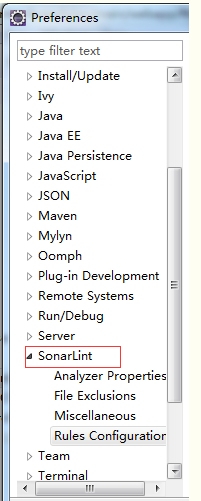 Preferences
type filter text
Install/Update
Ivy
Java
Java EE
Java Persistence
JavaScript
JSON
Maven
Mylyn
Oomph
Plug-in Development
Remote Systems
Run/Debug
Server
SonarLint
Analyzer Properties
File Exclusions
Miscellaneous
Rules Configuration
Team
Terminal